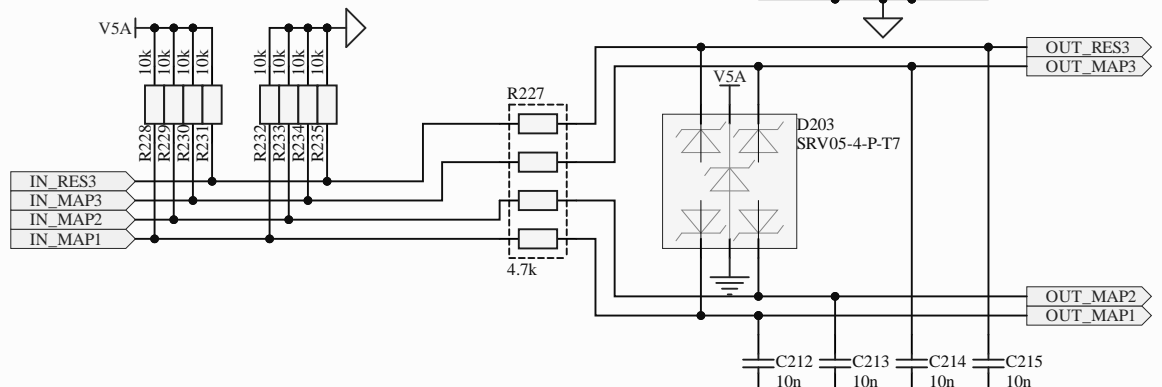 V5A
10k
10k
10k
10k
10k
10k
10k
10k
R228
R229
R230
R231
R232
R233
R234
R235
R227
4.7k
IN_RES3
IN_MAP3
IN_MAP2
IN_MAP1
V5A
D203
SRV05-4-P-T7
OUT_RES3
OUT_MAP3
OUT_MAP2
OUT_MAP1
C212
10n
C213
10n
C214
10n
C215
10n